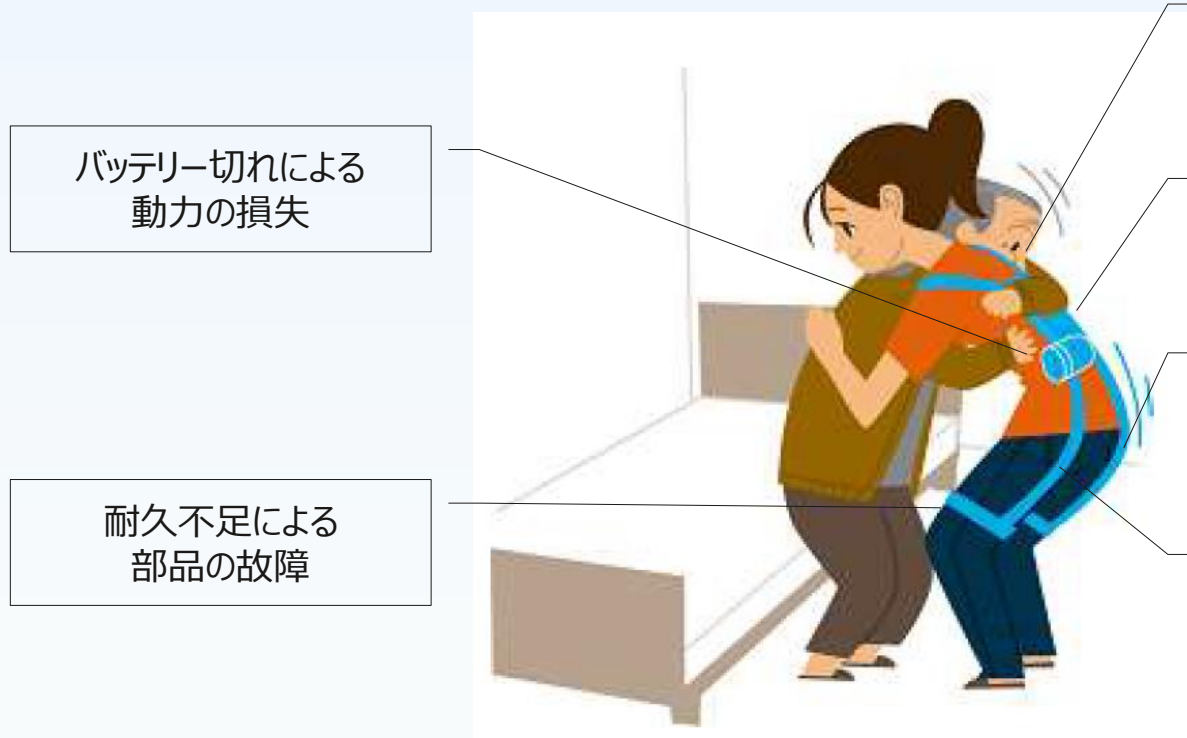 バッテリー切れによる
動力の損失
耐久不足による
部品の故障